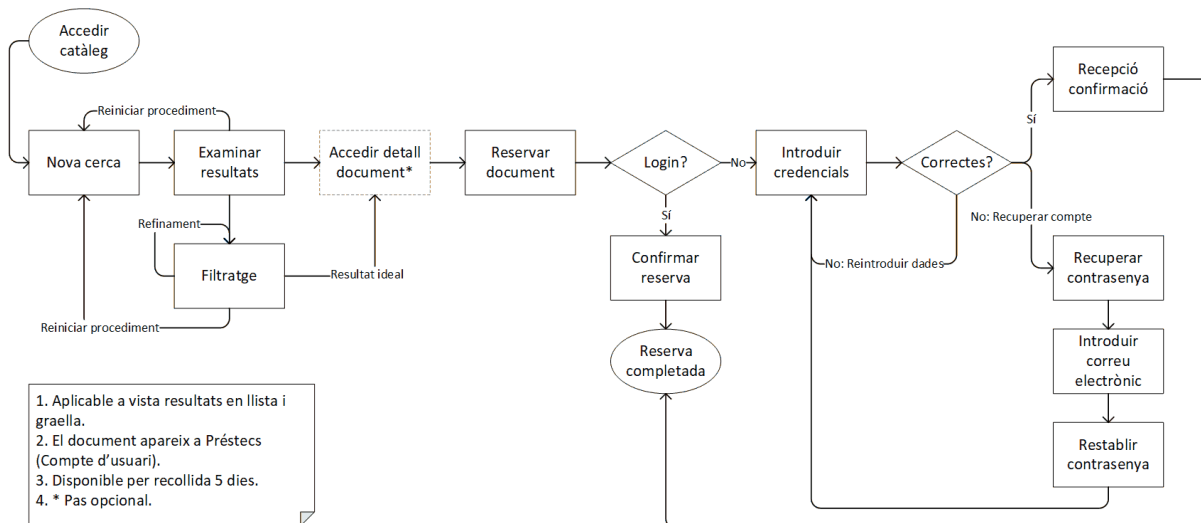 Accedir
catàleg
Reiniciar procediment
Nova cerca
Examinar
resultats
Accedir detall
document*
Reservar
document
Login?
No
Introduir
credencials
Correctes?
Sí
Recepció
confirmació
Refinament
Filtratge
Resultat ideal
Reiniciar procediment
Sí
Confirmar
reserva
Reserva
completada
No: Reintroduir dades
No: Recuperar compte
Recuperar
contrasenya
Introduir
correu
electrònic
Restablir
contrasenya
1. Aplicable a vista resultats en llista i
graella.
2. El document apareix a Préstecs
(Compte d’usuari).
3. Disponible per recollida 5 dies.
4. * Pas opcional.